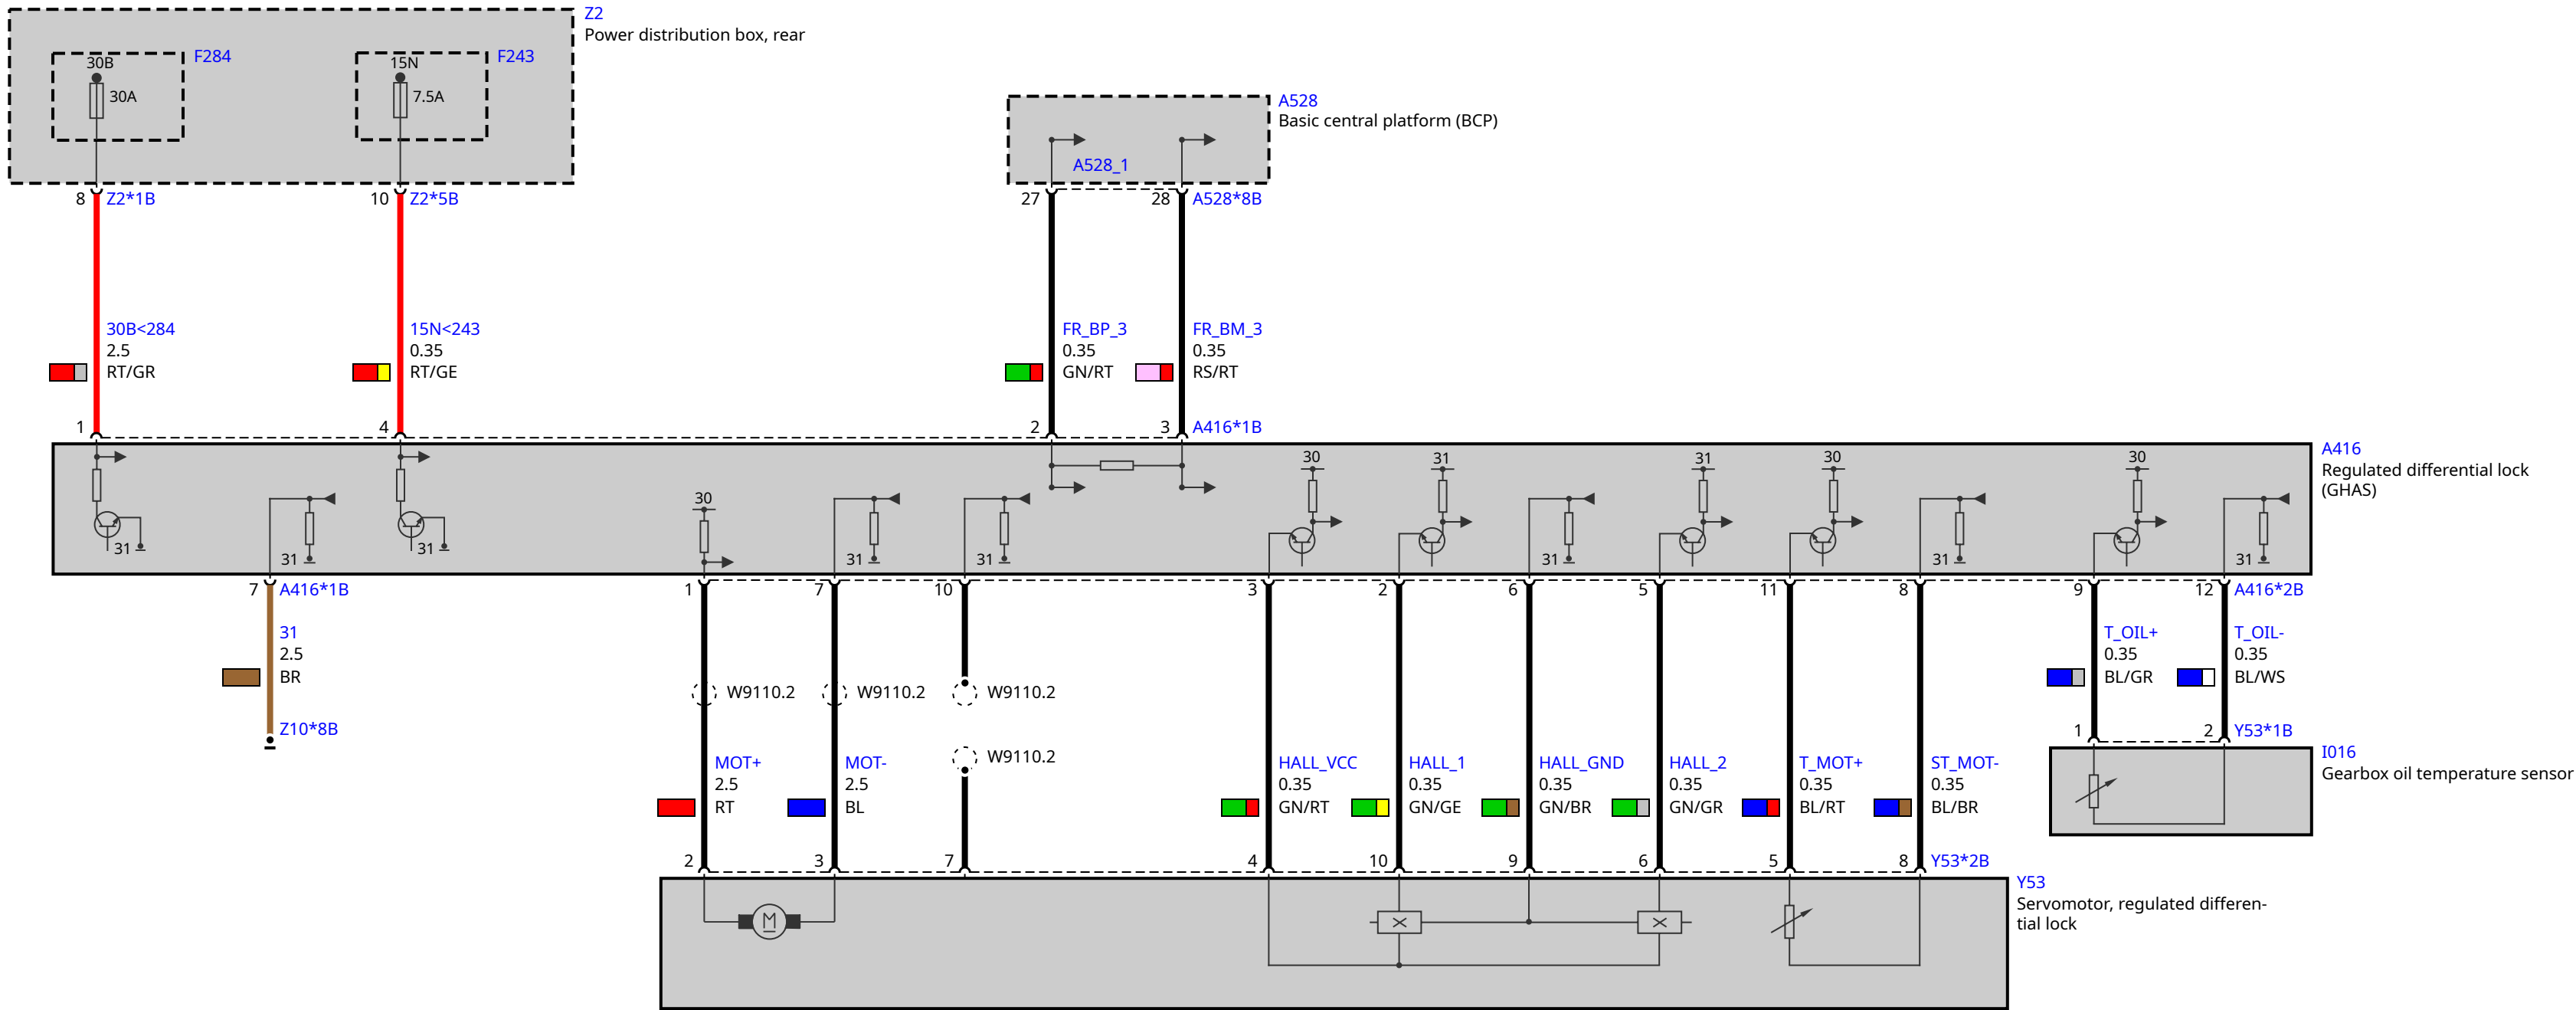 Z2
Power distribution box, rear
30B
F284
15N
F243
30A
7.5A
A528
Basic central platform (BCP)
A528_1
8
Z2*1B
10
Z2*5B
27
28
A528*8B
30B<284
2.5
RT/GR
15N<243
0.35
RT/GE
FR_BP_3
0.35
GN/RT
FR_BM_3
0.35
RS/RT
1
4
2
3
A416*1B
A416
Regulated differential lock
(GHAS)
30
31
31
30
30
30
31
31
31
31
31
31
31
31
7
A416*1B
1
7
10
3
2
6
5
11
8
9
12
A416*2B
31
2.5
BR
T_OIL+
0.35
BL/GR
T_OIL-
0.35
BL/WS
W9110.2
W9110.2
W9110.2
Z10*8B
1
2
Y53*1B
W9110.2
I016
Gearbox oil temperature sensor
MOT+
2.5
RT
MOT-
2.5
BL
HALL_VCC
0.35
GN/RT
HALL_1
0.35
GN/GE
HALL_GND
0.35
GN/BR
HALL_2
0.35
GN/GR
T_MOT+
0.35
BL/RT
ST_MOT-
0.35
BL/BR
2
3
7
4
10
9
6
5
8
Y53*2B
M
Y53
Servomotor, regulated differen-
tial lock